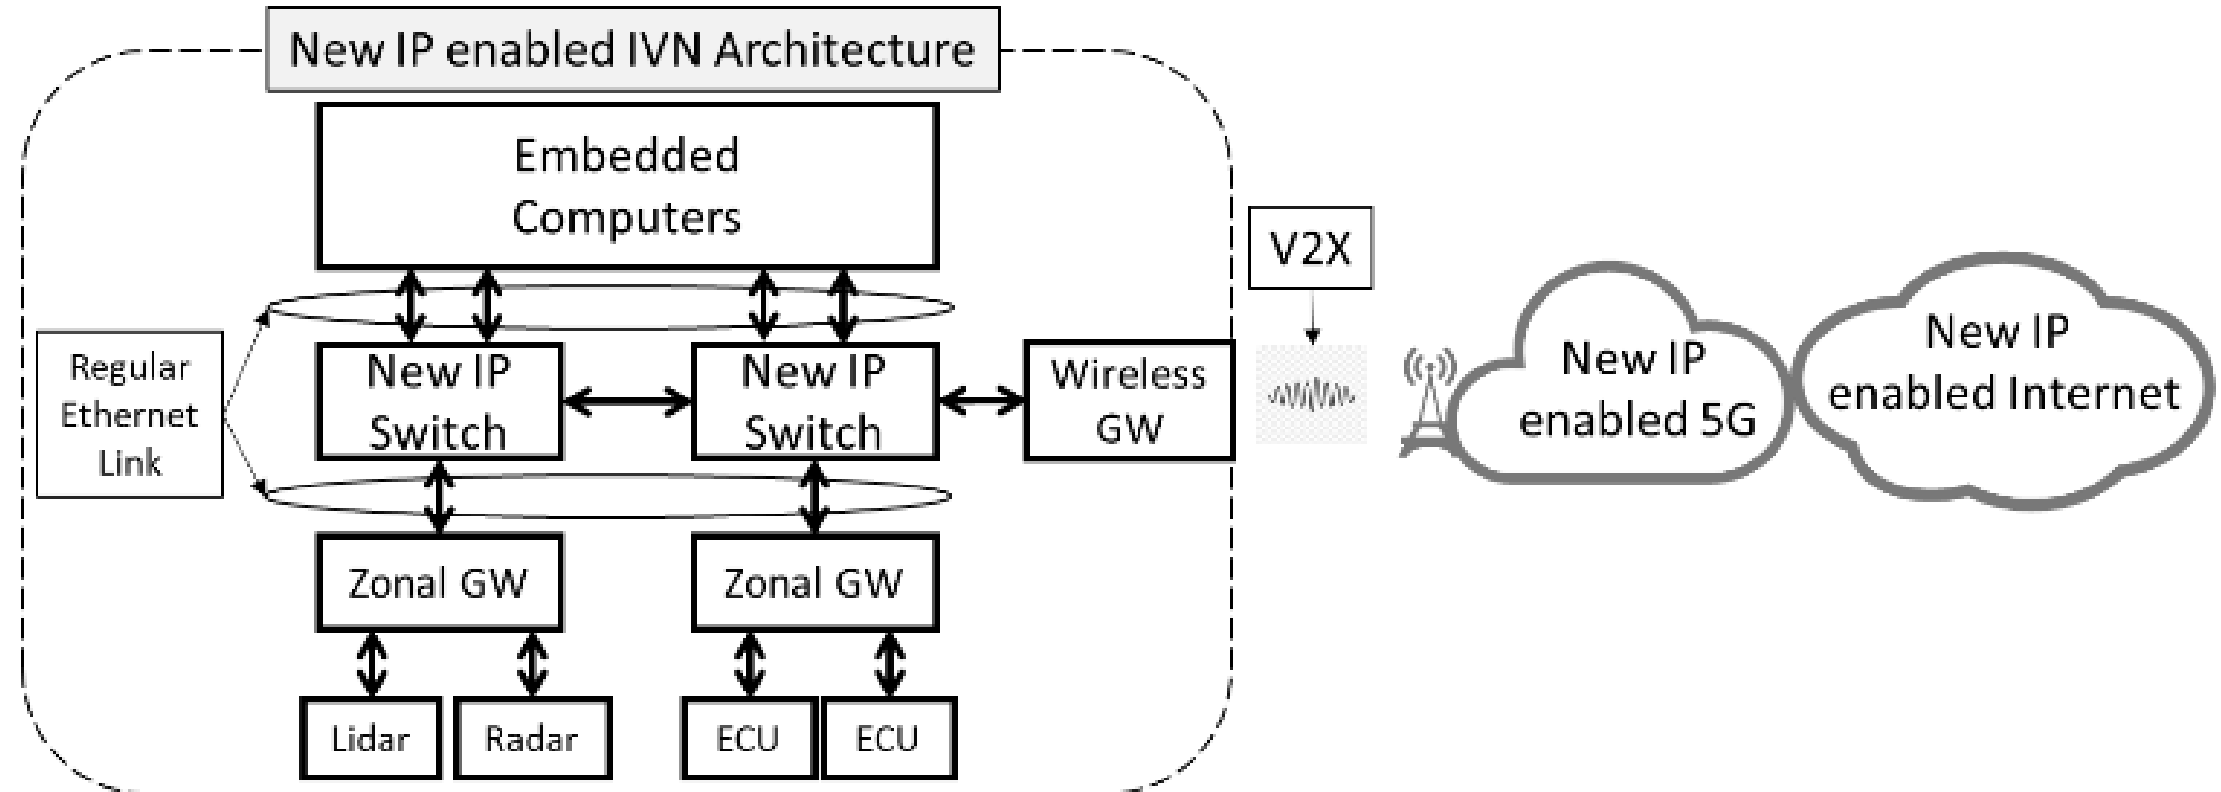 New IP enabled IVN Architecture
Embedded
Computers
V2X
Regular
Ethernet
Link
New IP
Switch
New IP
Switch
Wireless
GW
New IP
enabled 5G
New IP
enabled Internet
Zonal GW
Zonal GW
Lidar
Radar
ECU
ECU